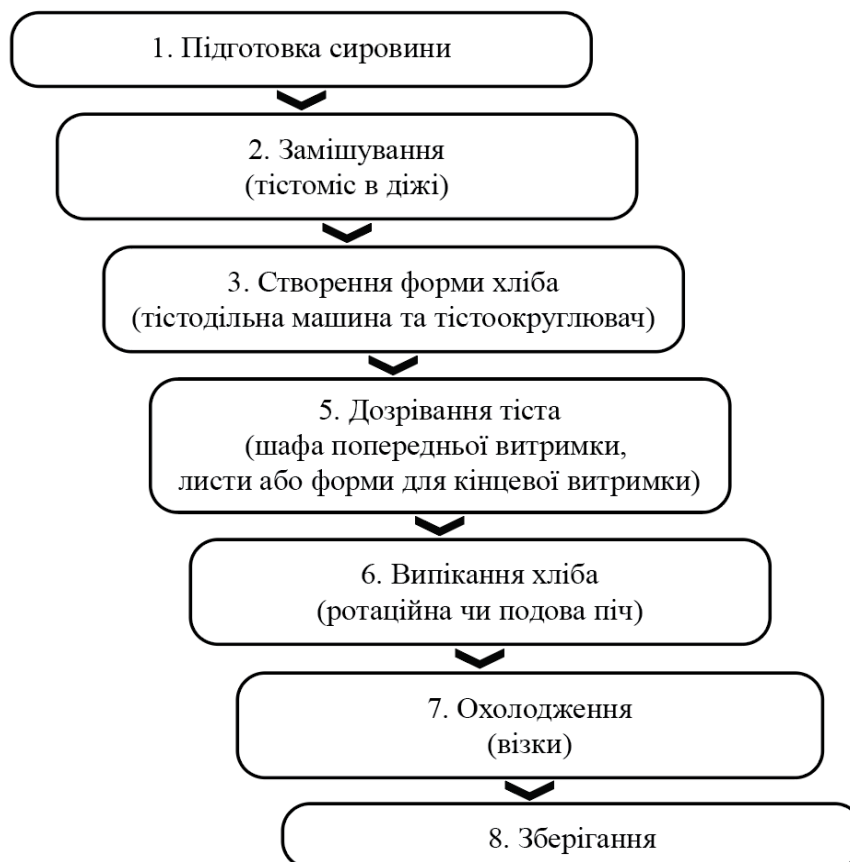 1. Підготовка сировини
2. Замішування
(тістоміс в діжі)
3. Створення форми хліба
(тістодільна машина та тістоокруглювач)
5. Дозрівання тіста
(шафа попередньої витримки,
листи або форми для кінцевої витримки)
6. Випікання хліба
(ротаційна чи подова піч)
7. Охолодження
(візки)
8. Зберігання